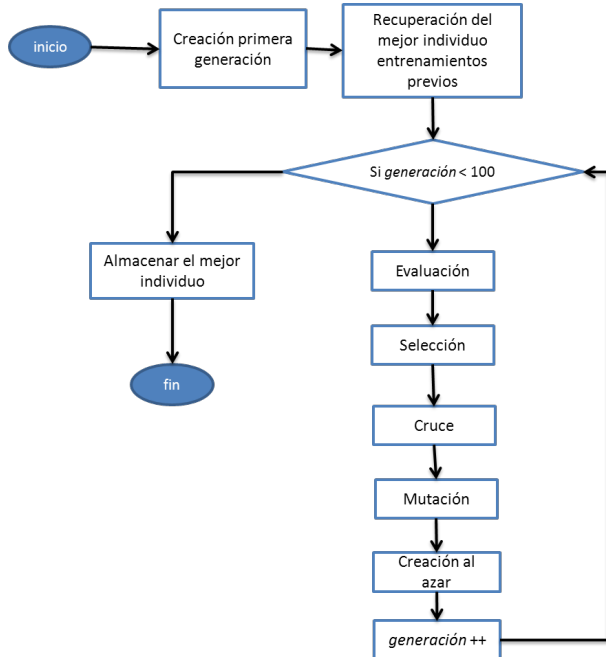 inicio
Creación primera
generación
Recuperación del
mejor individuo
entrenamientos
previos
Si generación < 100
Almacenar el mejor
individuo
fin
Evaluación
Selección
Cruce
Mutación
Creación al
azar
generación ++